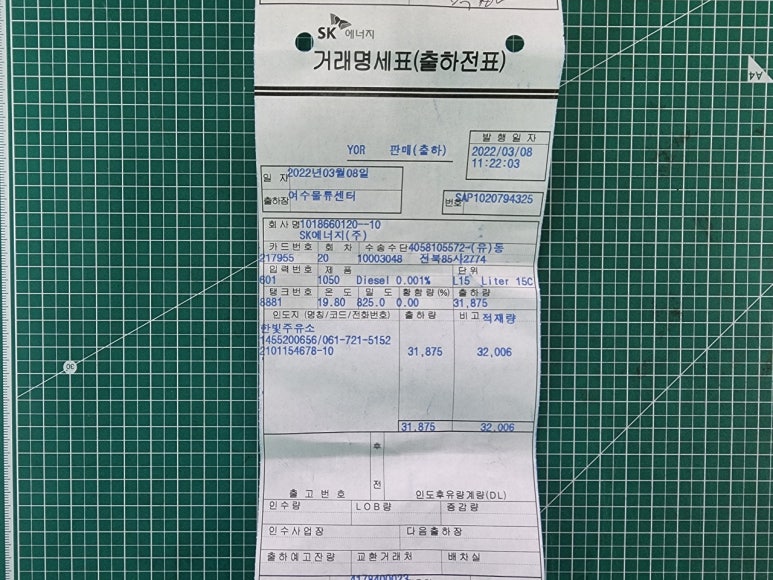 SK 에너지
거래명세표(출하전표)
YOR 판매(출하)
발행일자
2022/03/08
11:22:03
일 자 2022년03월08일
출하장 여수물류센터
번호 SAP1020794325
회사명 1018660120--10
SK에너지(주)
카드번호 회 차 수송수단 4058105572-(유)동
217955 20 10003048 전북85사2774
입력번호 제 품 단 위
601 1050 Diesel 0.001% L15 Liter 15C
탱크번호 온 도 밀 도 황함량(%) 출하량
8881 19.80 825.0 0.00 31,875
인도지 (명칭/코드/전화번호) 출하량 비고 적재량
한빛주유소
1455200656/061-721-5152
2101154678-10 31,875 32,006
31,875 32,006
후
전
출 고 번 호 인도후유량계량(DL)
인수량 LOB량 증감량
인수사업장 다음출하장
출하예고잔량 교환거래처 배차실
4178400023
A4
30